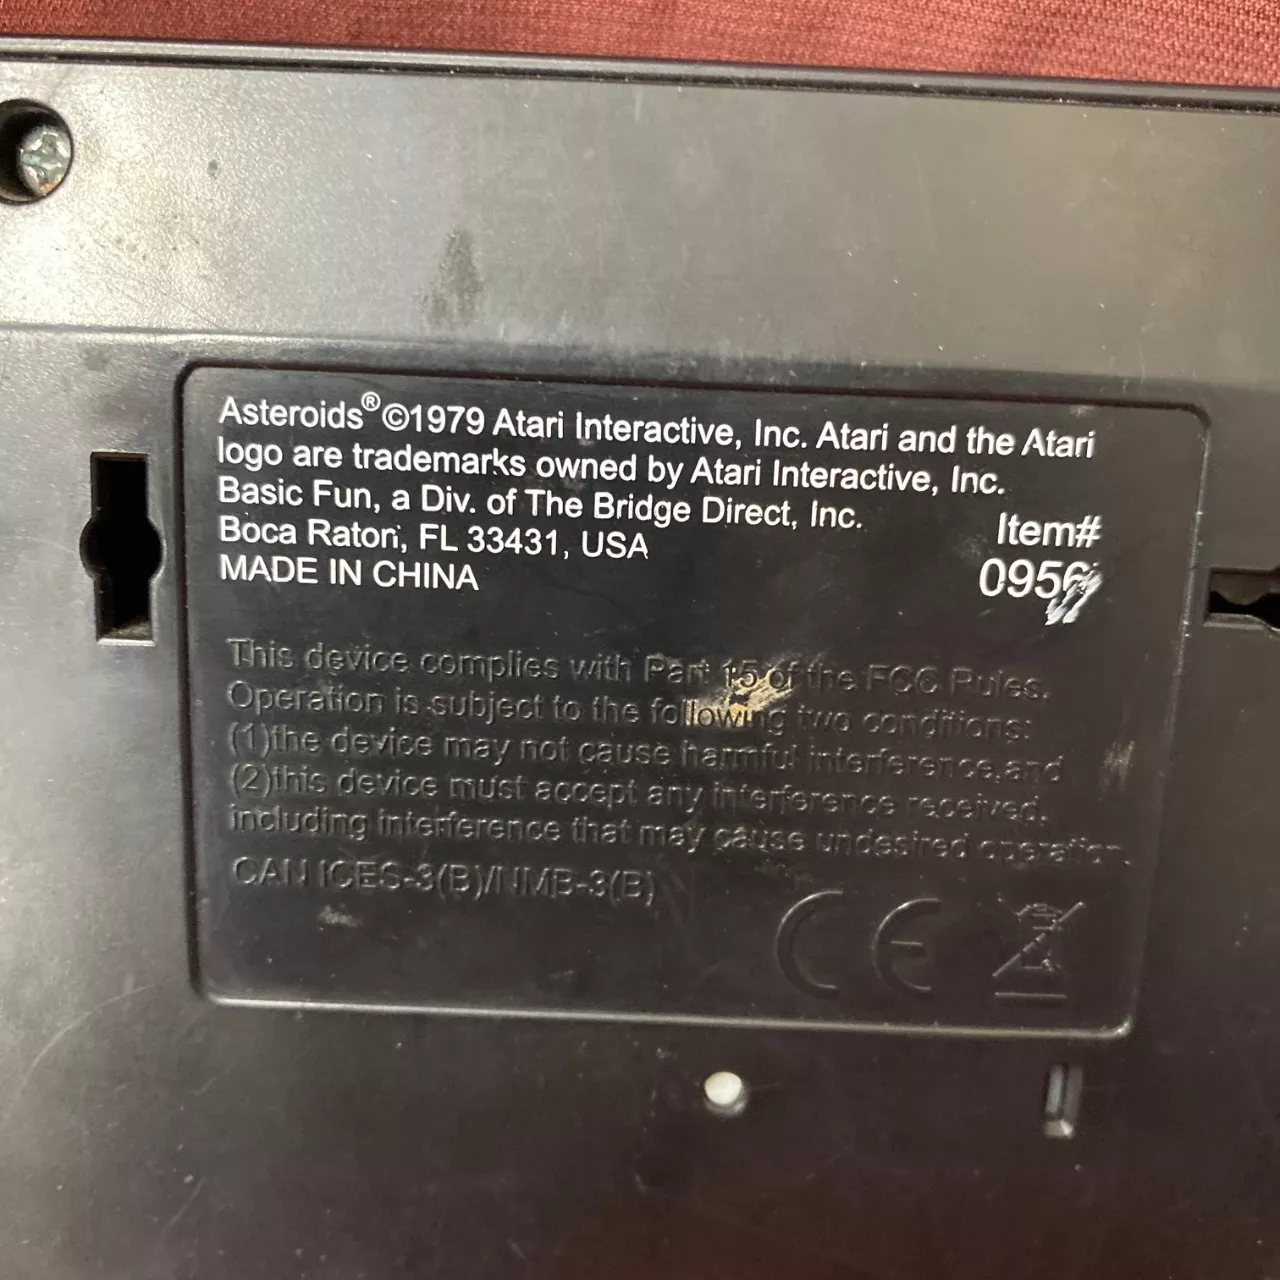 Asteroids®©1979 Atari Interactive, Inc. Atari and the Atari
logo are trademarks owned by Atari Interactive, Inc.
Basic Fun, a Div. of The Bridge Direct, Inc.
Boca Raton, FL 33431, USA
MADE IN CHINA
Item#
This device complies with Part 15 of the FCC Rules.
Operation is subject to the following two conditions:
(1)the device may not cause harmful interference,and
(2)this device must accept any interference received,
including interference that may cause undesired operation.
CAN ICES-3(B)/NMB-3(B)
CE